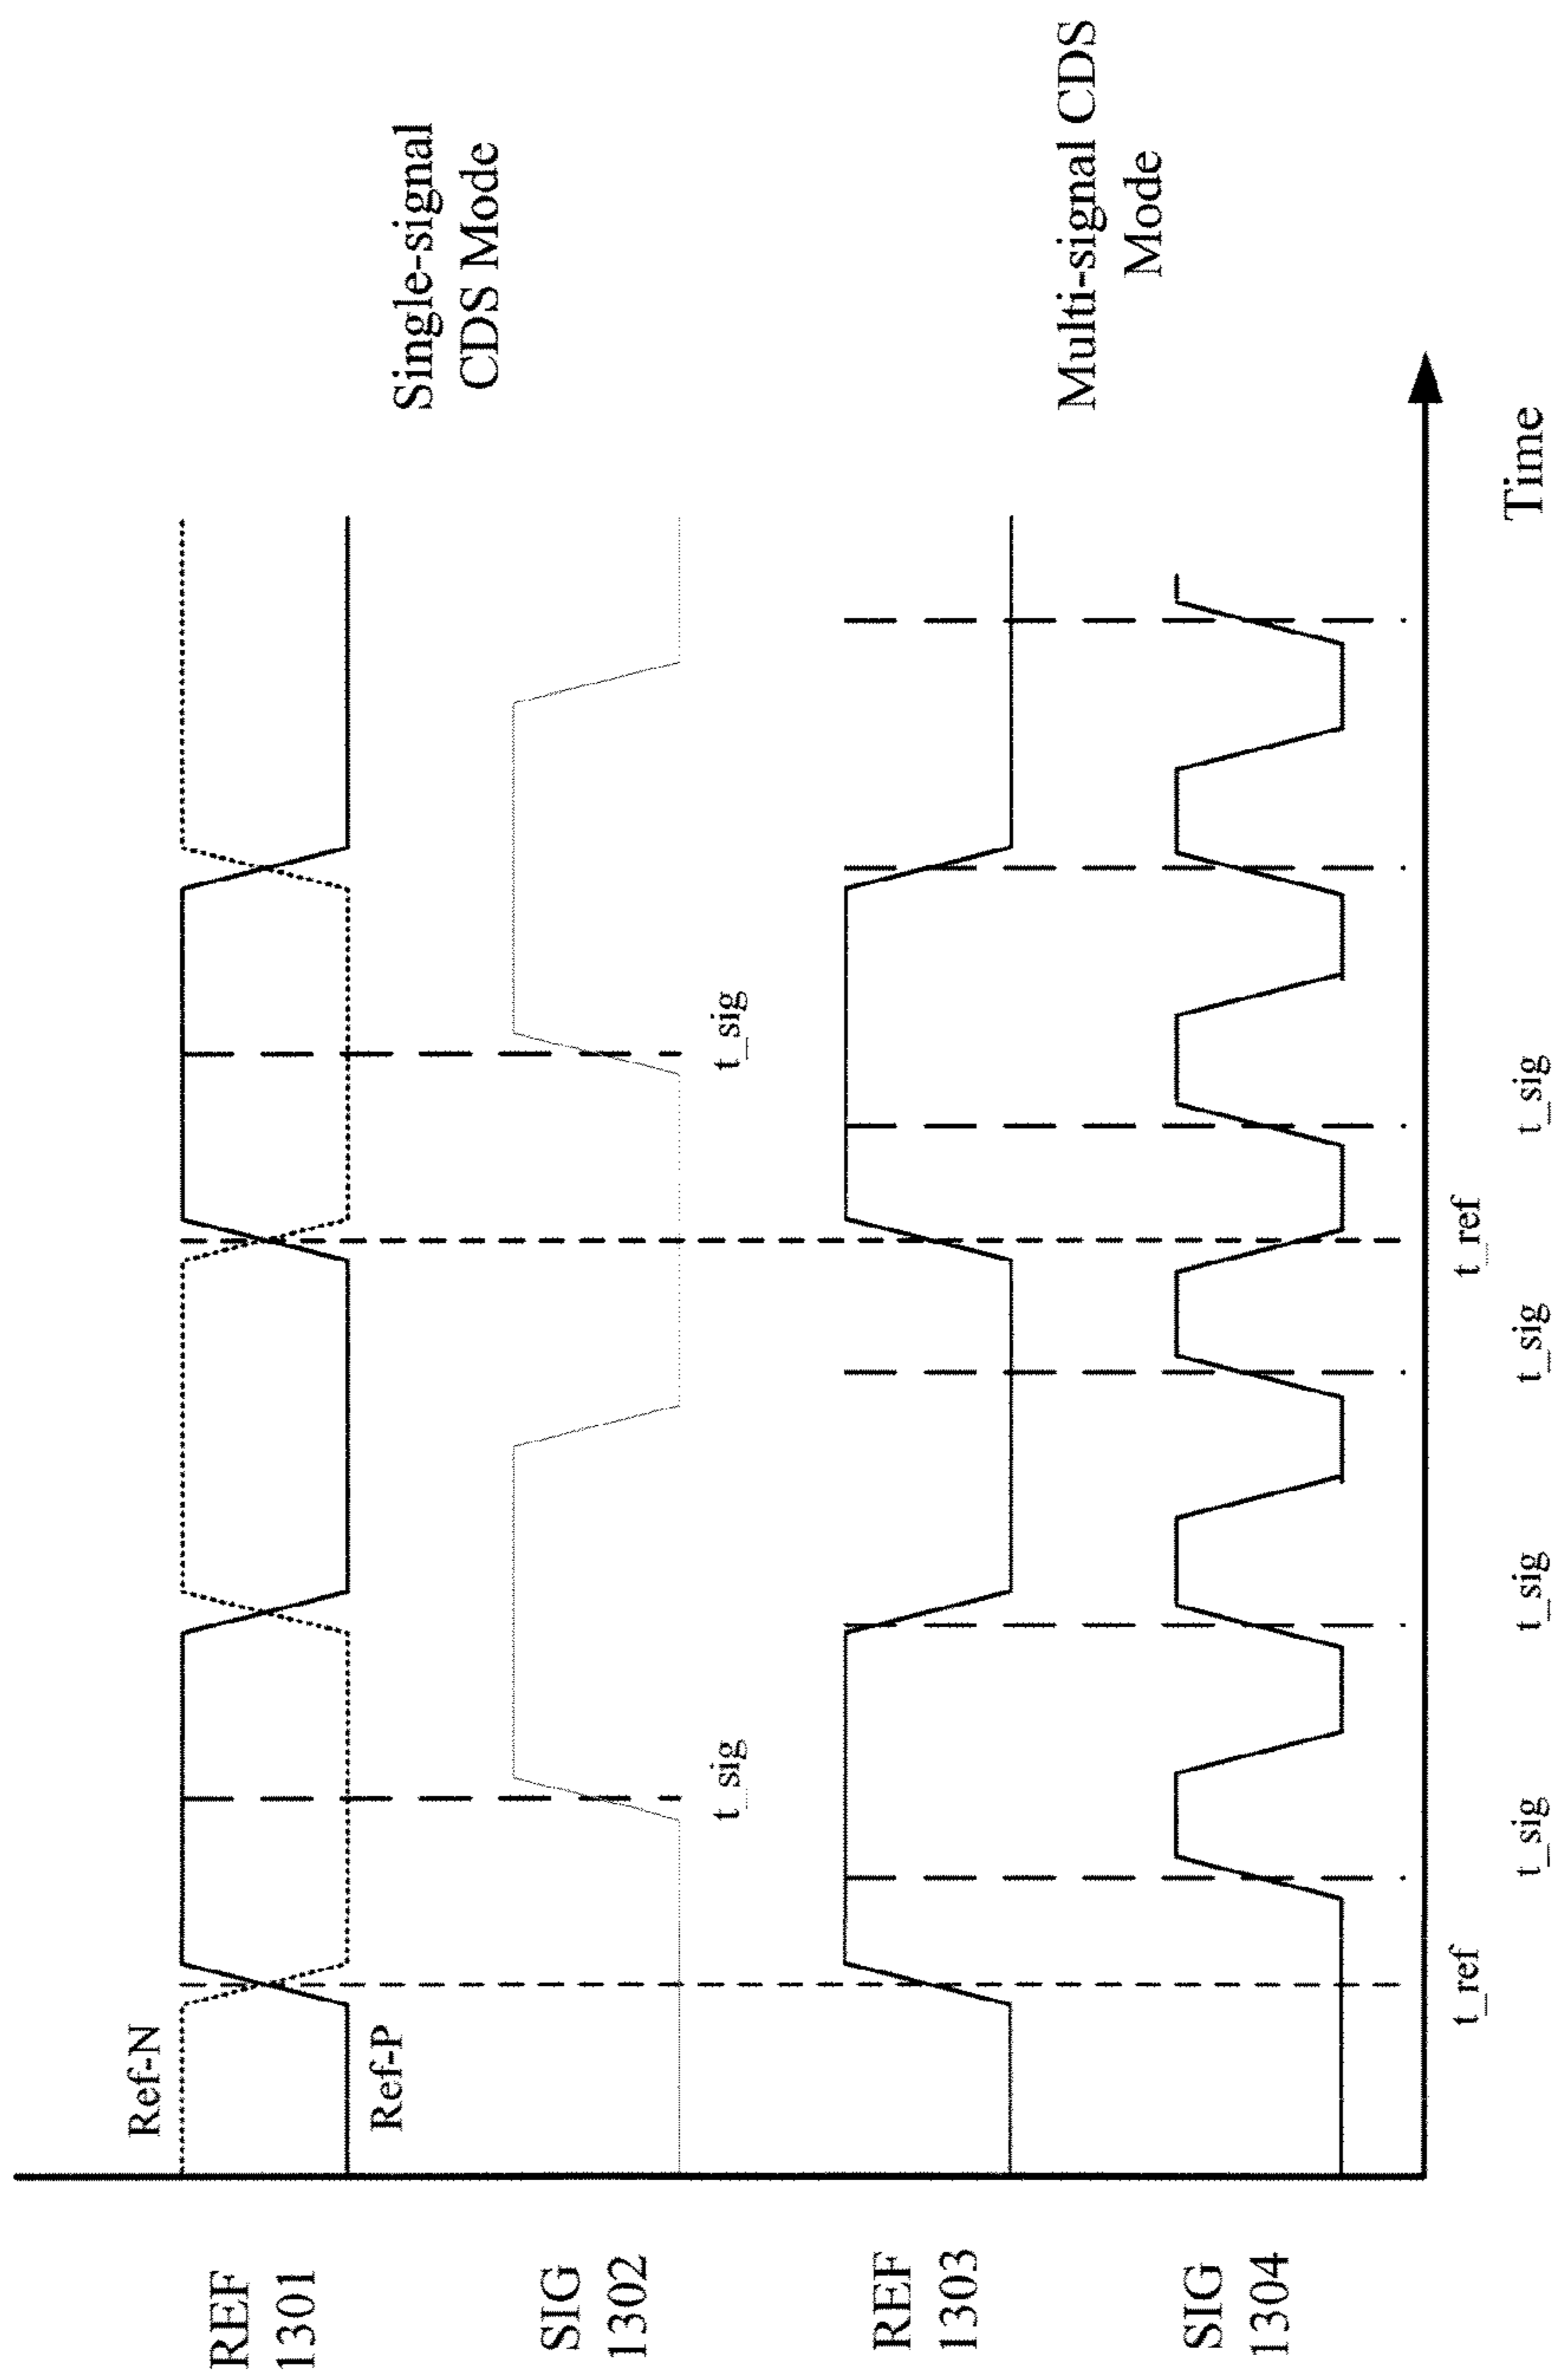 Ref-N
REF
1301
Ref-P
Single-signal
CDS Mode
SIG
1302
t_sig
t_sig
REF
1303
Multi-signal CDS
Mode
SIG
1304
t_ref
t_ref
Time
t_sig
t_sig
t_sig
t_sig